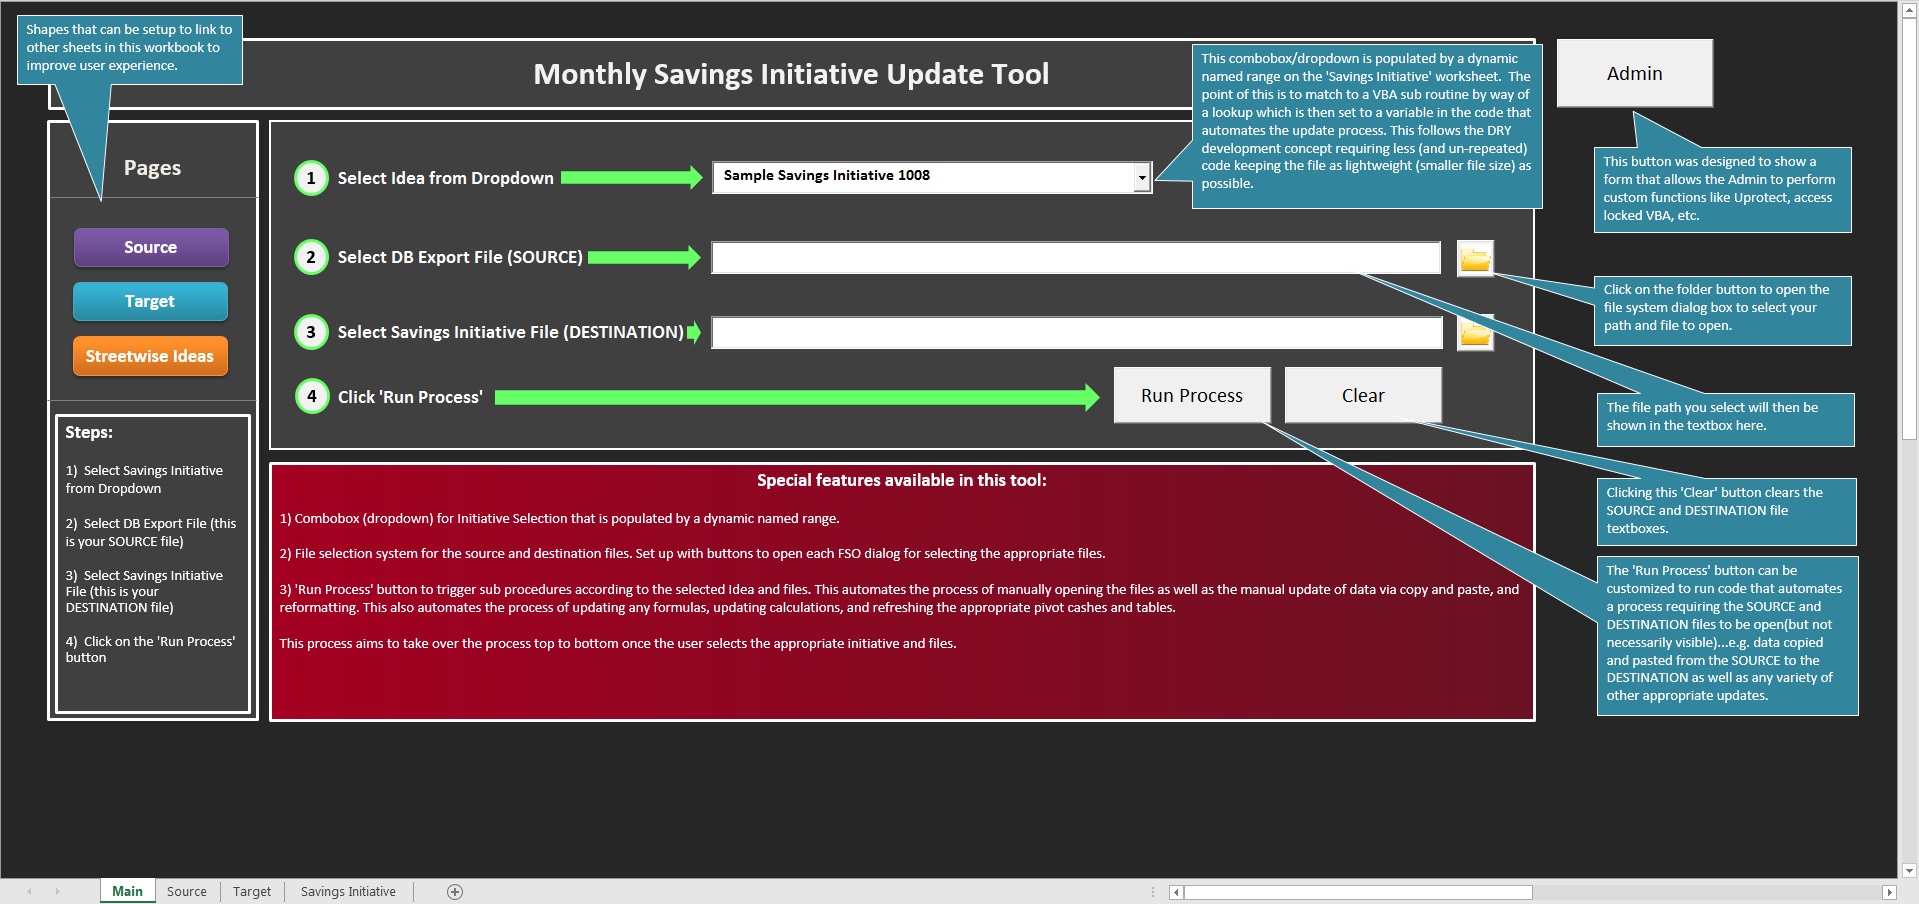 Shapes that can be setup to link to
other sheets in this workbook to
improve user experience.
Monthly Savings Initiative Update Tool
This combobox/dropdown is populated by a dynamic
named range on the 'Savings Initiative' worksheet.  The
point of this is to match to a VBA sub routine by way of
a lookup which is then set to a variable in the code that
automates the update process. This follows the DRY
development concept requiring less (and un-repeated)
code keeping the file as lightweight (smaller file size) as
possible.
Admin
This button was designed to show a
form that allows the Admin to perform
custom functions like Uprotect, access
locked VBA, etc.
Pages
Source
Target
Streetwise Ideas
1 Select Idea from Dropdown
Sample Savings Initiative 1008
2 Select DB Export File (SOURCE)
3 Select Savings Initiative File (DESTINATION)
4 Click 'Run Process'
Run Process
Clear
Click on the folder button to open the
file system dialog box to select your
path and file to open.
The file path you select will then be
shown in the textbox here.
Clicking this 'Clear' button clears the
SOURCE and DESTINATION file
textboxes.
The 'Run Process' button can be
customized to run code that automates
a process requiring the SOURCE and
DESTINATION files to be open(but not
necessarily visible)...e.g. data copied
and pasted from the SOURCE to the
DESTINATION as well as any variety of
other appropriate updates.
Steps:
1)  Select Savings Initiative
from Dropdown
2)  Select DB Export File (this
is your SOURCE file)
3)  Select Savings Initiative
File (this is your
DESTINATION file)
4)  Click on the 'Run Process'
button
Special features available in this tool:
1) Combobox (dropdown) for Initiative Selection that is populated by a dynamic named range.
2) File selection system for the source and destination files. Set up with buttons to open each FSO dialog for selecting the appropriate files.
3) 'Run Process' button to trigger sub procedures according to the selected Idea and files. This automates the process of manually opening the files as well as the manual update of data via copy and paste, and
reformatting. This also automates the process of updating any formulas, updating calculations, and refreshing the appropriate pivot cashes and tables.
This process aims to take over the process top to bottom once the user selects the appropriate initiative and files.
Main Source Target Savings Initiative